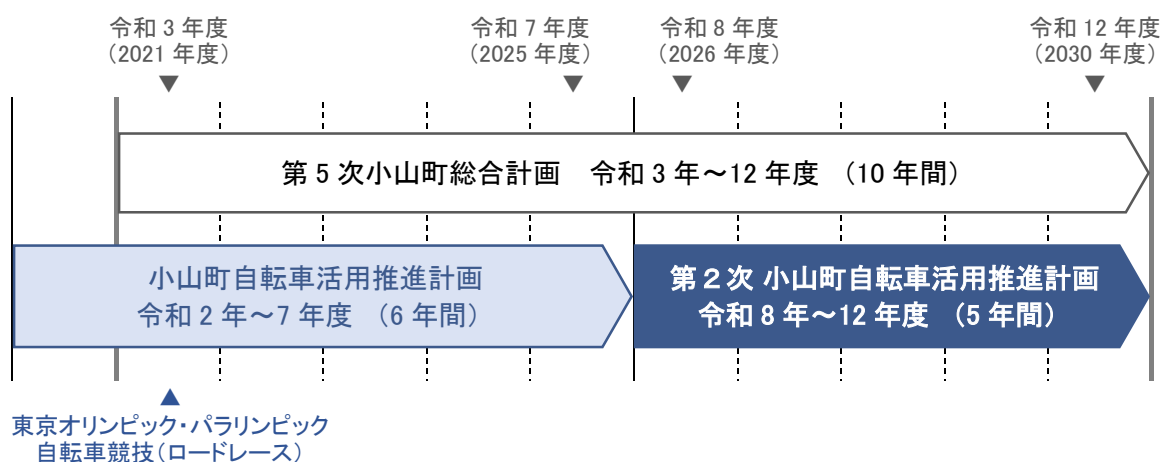 令和 3 年度
（2021 年度）
令和 7 年度
（2025 年度）
令和 8 年度
（2026 年度）
令和 12 年度
（2030 年度）
第 5 次小山町総合計画　令和 3 年～12 年度　（10 年間）
小山町自転車活用推進計画
令和 2 年～7 年度　（6 年間）
第２次 小山町自転車活用推進計画
令和 8 年～12 年度　（5 年間）
東京オリンピック・パラリンピック
自転車競技（ロードレース）